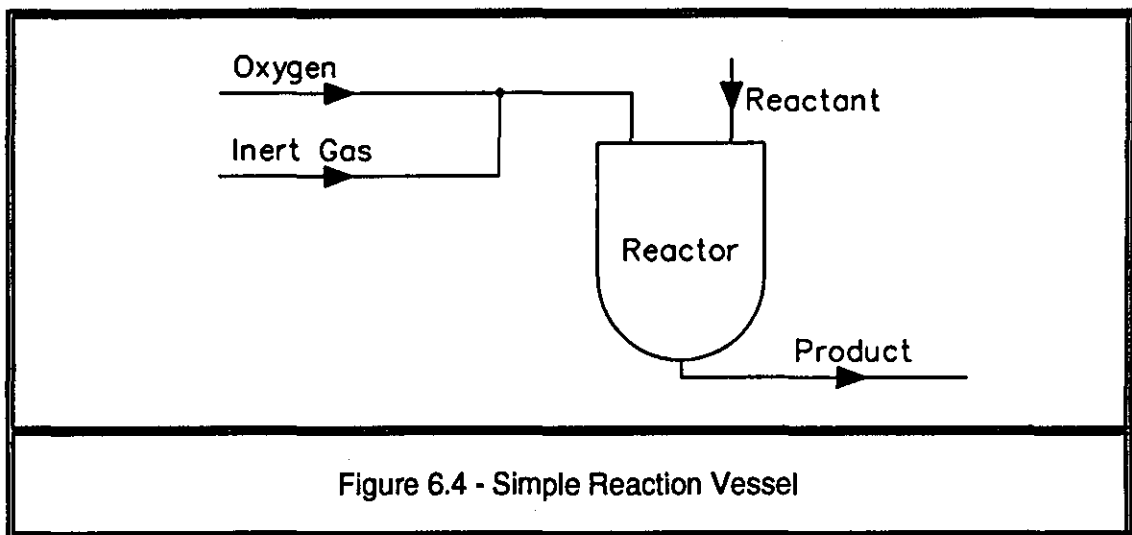 Oxygen
Reactant
Inert Gas
Reactor
Product
Figure 6.4 - Simple Reaction Vessel